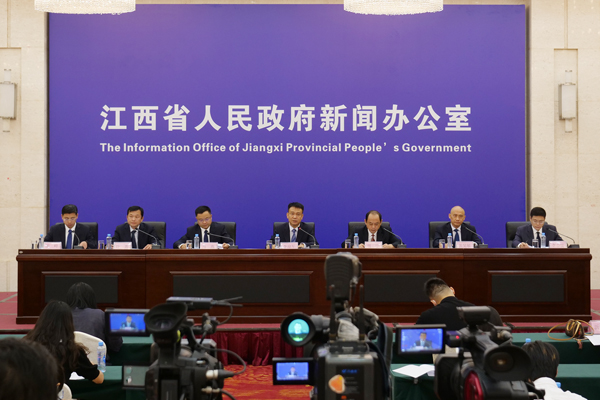 江西省人民政府新闻办公室
The Information Office of Jiangxi Provincial People's Government